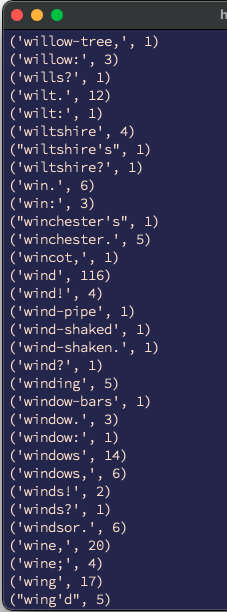 h
('willow-tree,', 1)
('willow:', 3)
('wills?', 1)
('wilt.', 12)
('wilt:', 1)
('wiltshire', 4)
("wiltshire's", 1)
('wiltshire?', 1)
('win.', 6)
('win:', 3)
("winchester's", 1)
('winchester.', 5)
('wincot,', 1)
('wind', 116)
('wind!', 4)
('wind-pipe', 1)
('wind-shaked', 1)
('wind-shaken.', 1)
('wind?', 1)
('winding', 5)
('window-bars', 1)
('window.', 3)
('window:', 1)
('windows', 14)
('windows,', 6)
('winds!', 2)
('winds?', 1)
('windsor.', 6)
('wine,', 20)
('wine;', 4)
('wing', 17)
("wing'd", 5)